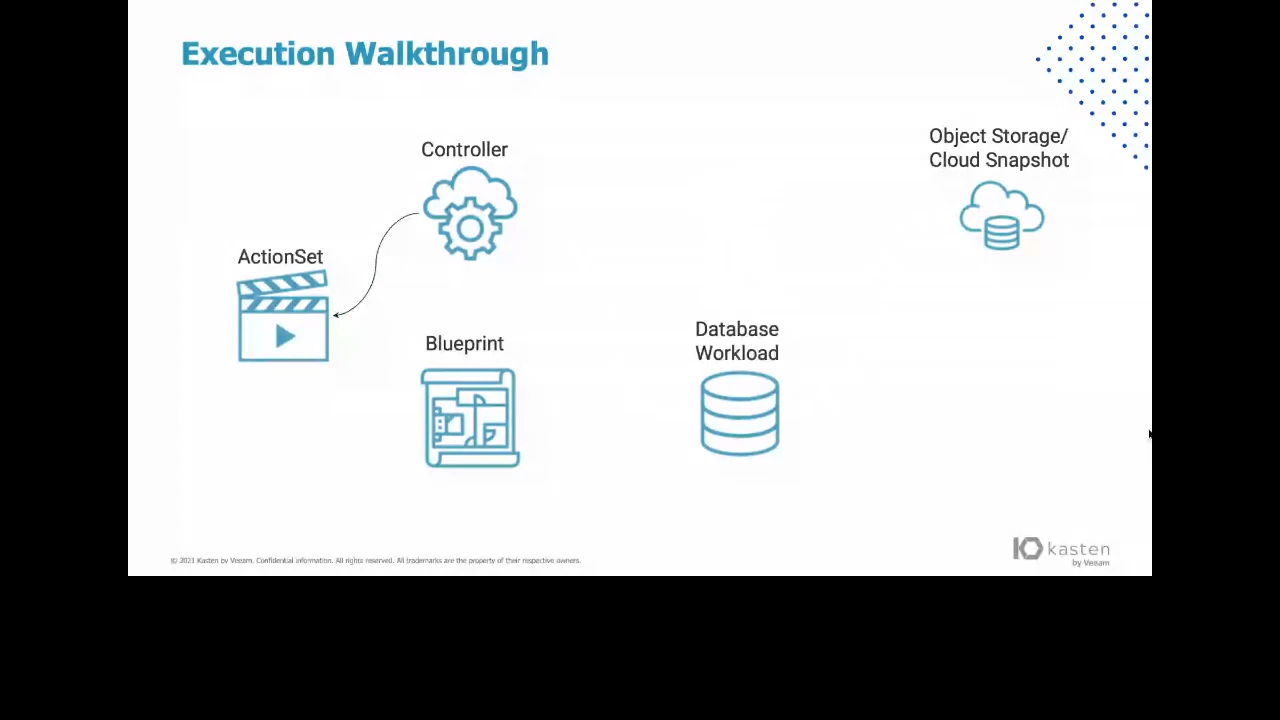 Execution Walkthrough
Object Storage/
Cloud Snapshot
Controller
ActionSet
Blueprint
Database
Workload
© 2023 Kasten by Veeam. Confidential information. All rights reserved. All trademarks are the property of their respective owners.
kasten
by Veeam